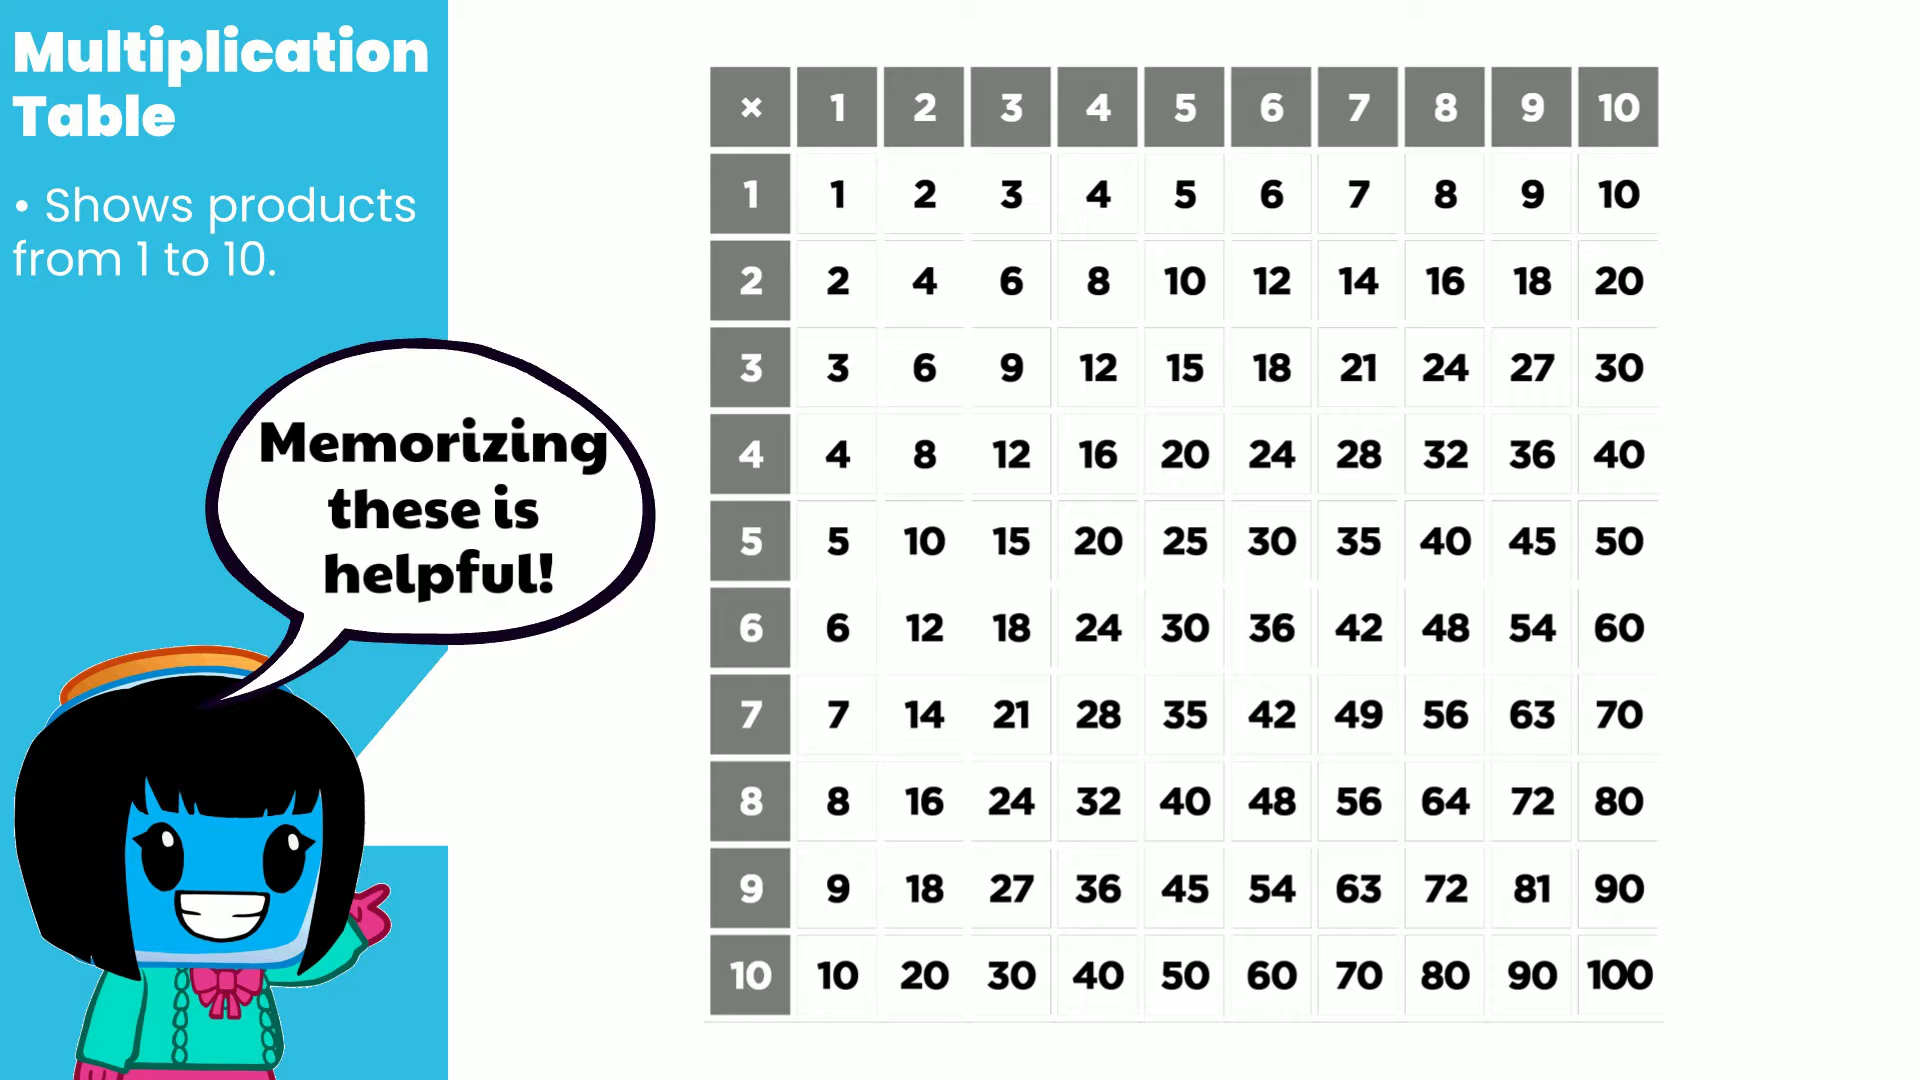 Multiplication
Table
• Shows products
from 1 to 10.
Memorizing
these is
helpful!
× 1 2 3 4 5 6 7 8 9 10
1 1 2 3 4 5 6 7 8 9 10
2 2 4 6 8 10 12 14 16 18 20
3 3 6 9 12 15 18 21 24 27 30
4 4 8 12 16 20 24 28 32 36 40
5 5 10 15 20 25 30 35 40 45 50
6 6 12 18 24 30 36 42 48 54 60
7 7 14 21 28 35 42 49 56 63 70
8 8 16 24 32 40 48 56 64 72 80
9 9 18 27 36 45 54 63 72 81 90
10 10 20 30 40 50 60 70 80 90 100